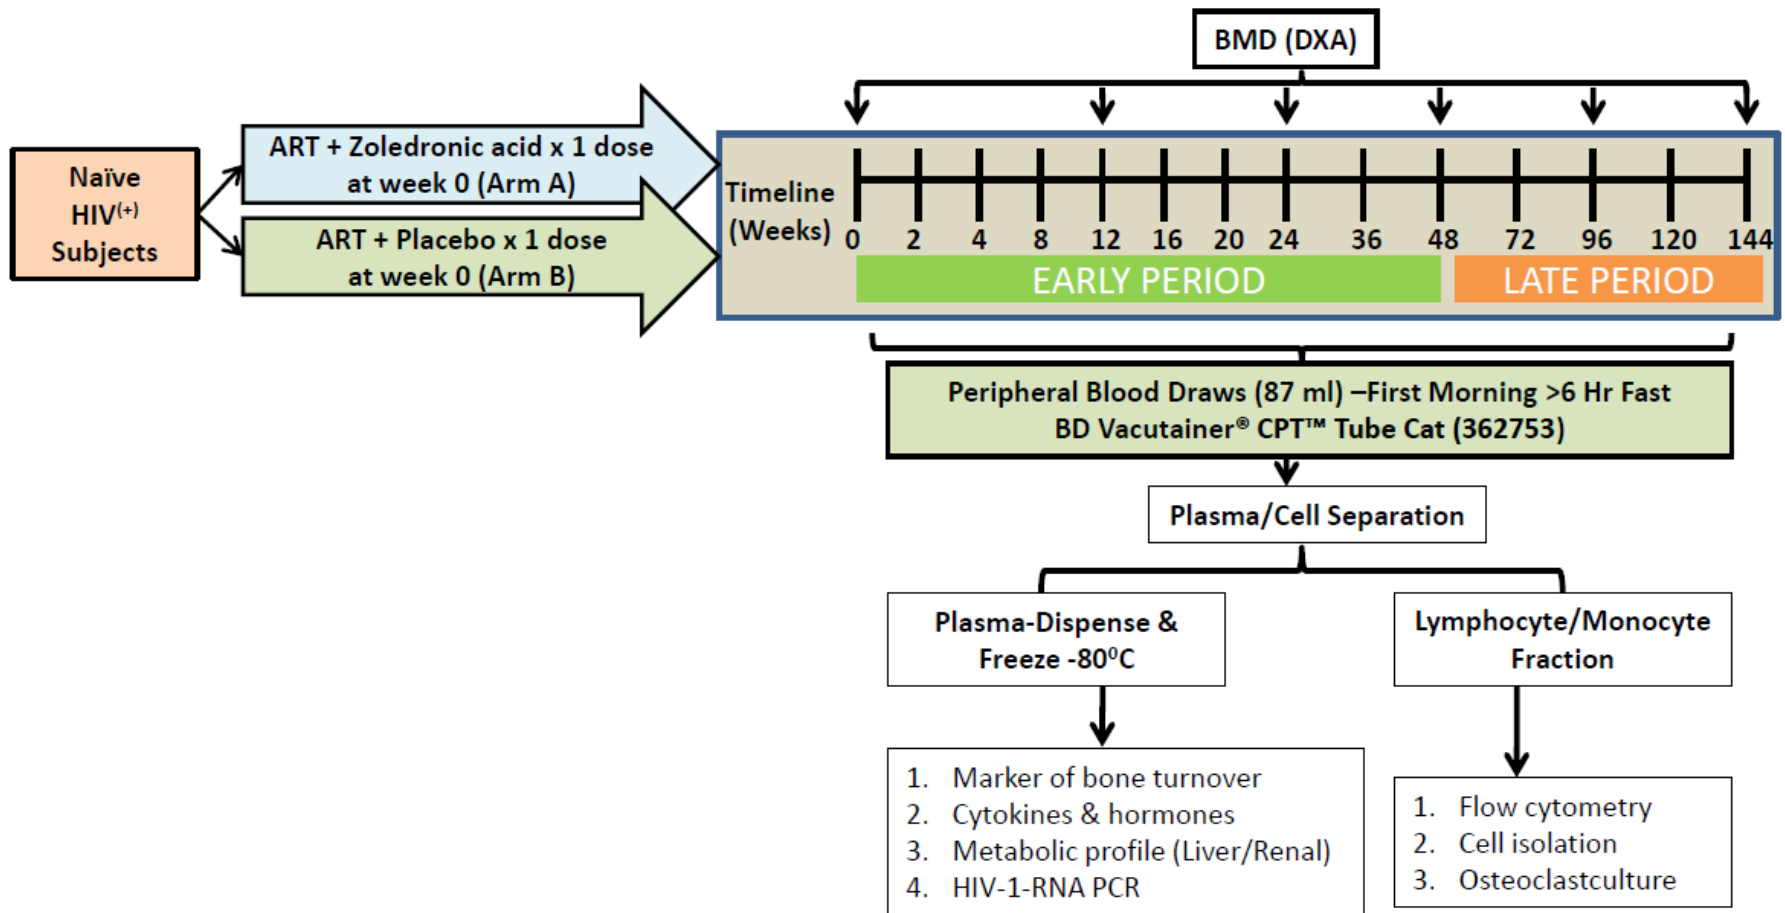 BMD (DXA)
Naïve
HIV(+)
Subjects
ART + Zoledronic acid x 1 dose
at week 0 (Arm A)
ART + Placebo x 1 dose
at week 0 (Arm B)
Timeline
(Weeks)
0 2 4 8 12 16 20 24 36 48 72 96 120 144
EARLY PERIOD LATE PERIOD
Peripheral Blood Draws (87 ml) –First Morning >6 Hr Fast
BD Vacutainer® CPT™ Tube Cat (362753)
Plasma/Cell Separation
Plasma-Dispense &
Freeze -80⁰C
Lymphocyte/Monocyte
Fraction
1. Marker of bone turnover
2. Cytokines & hormones
3. Metabolic profile (Liver/Renal)
4. HIV-1-RNA PCR
1. Flow cytometry
2. Cell isolation
3. Osteoclastculture